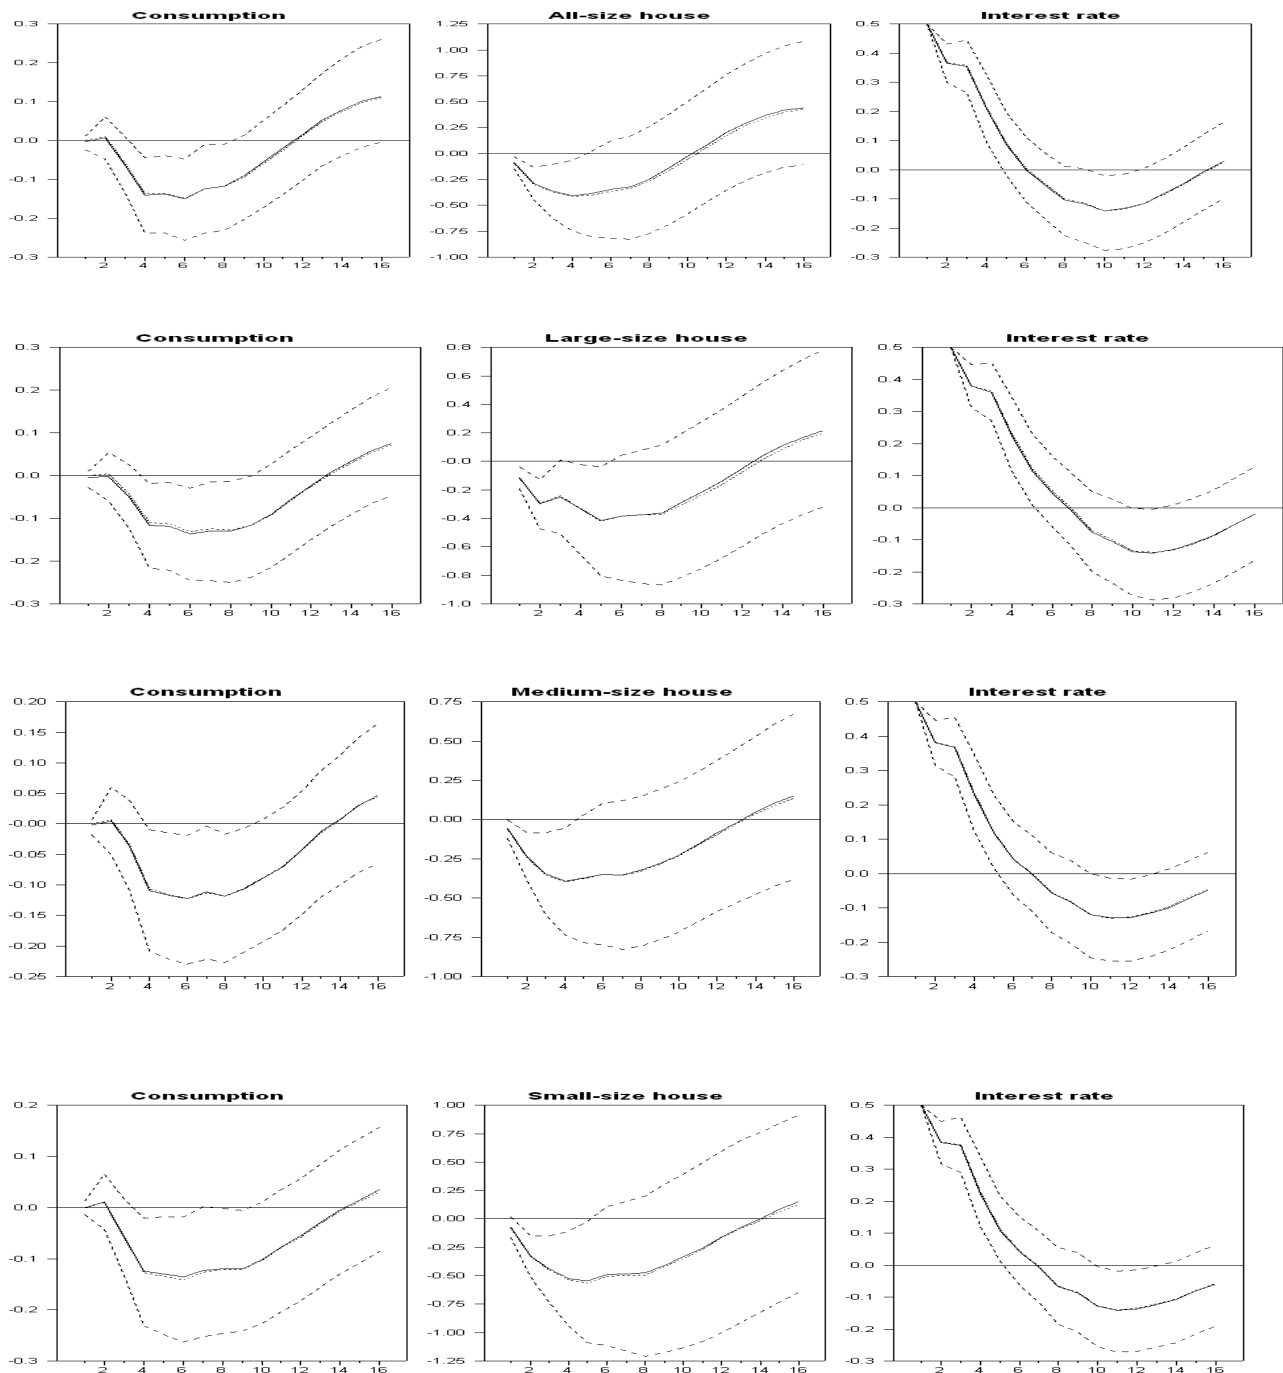 Consumption All-size house Interest rate
0.3 1.25 0.5
0.2 1.00 0.4
0.1 0.75 0.3
0.0 0.50 0.2
-0.1 0.25 0.1
-0.2 0.00 0.0
-0.3 -0.25 -0.1
-0.50 -0.2
-0.75 -0.3
-1.00
2 4 6 8 10 12 14 16 2 4 6 8 10 12 14 16 2 4 6 8 10 12 14 16
Consumption Large-size house Interest rate
0.3 0.8 0.5
0.2 0.6 0.4
0.1 0.4 0.3
0.0 0.2 0.2
-0.1 -0.0 0.1
-0.2 -0.2 0.0
-0.3 -0.4 -0.1
-0.6 -0.2
-0.8 -0.3
-1.0
2 4 6 8 10 12 14 16 2 4 6 8 10 12 14 16 2 4 6 8 10 12 14 16
Consumption Medium-size house Interest rate
0.20 0.75 0.5
0.15 0.50 0.4
0.10 0.25 0.3
0.05 0.00 0.2
-0.00 -0.25 0.1
-0.05 -0.50 0.0
-0.10 -0.75 -0.1
-0.15 -1.00 -0.2
-0.20 -0.3
-0.25
2 4 6 8 10 12 14 16 2 4 6 8 10 12 14 16 2 4 6 8 10 12 14 16
Consumption Small-size house Interest rate
0.2 1.00 0.5
0.1 0.75 0.4
0.0 0.50 0.3
-0.1 0.25 0.2
-0.2 0.00 0.1
-0.3 -0.25 0.0
-0.50 -0.1
-0.75 -0.2
-1.00 -0.3
-1.25
2 4 6 8 10 12 14 16 2 4 6 8 10 12 14 16 2 4 6 8 10 12 14 16